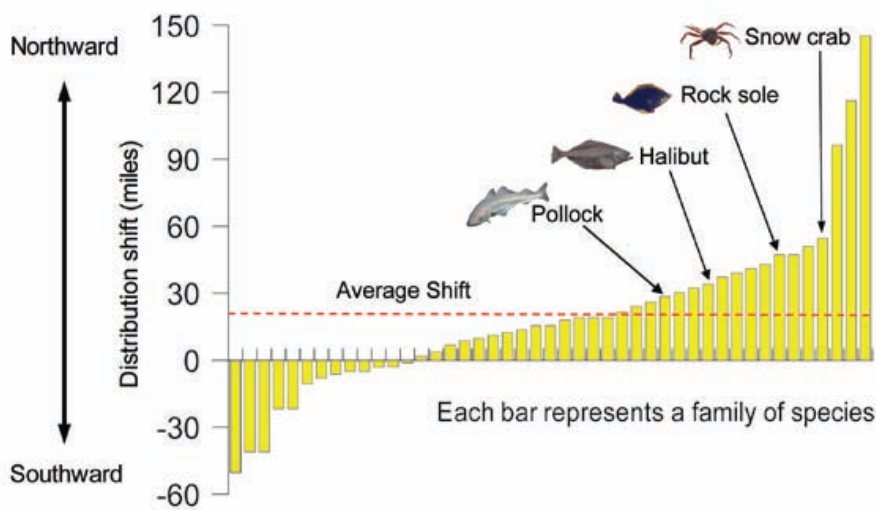 Northward
Southward
Distribution shift (miles)
150
120
90
60
30
0
-30
-60
Snow crab
Rock sole
Halibut
Pollock
Average Shift
Each bar represents a family of species